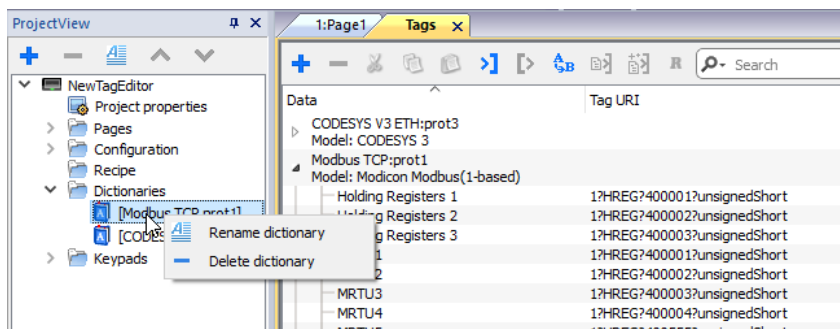 ProjectView
NewTagEditor
Project properties
Pages
Configuration
Recipe
Dictionaries
[Modbus TCP prot1]
Rename dictionary
Delete dictionary
Keypads
1:Page1
Tags
Search
Data
Tag URI
CODESYS V3 ETH:prot3
Model: CODESYS 3
Modbus TCP:prot1
Model: Modicon Modbus(1-based)
Holding Registers 1 1?HREG?400001?unsignedShort
Registers 2 1?HREG?400002?unsignedShort
Registers 3 1?HREG?400003?unsignedShort
1 1?HREG?400001?unsignedShort
2 1?HREG?400002?unsignedShort
MRTU3 1?HREG?400003?unsignedShort
MRTU4 1?HREG?400004?unsignedShort